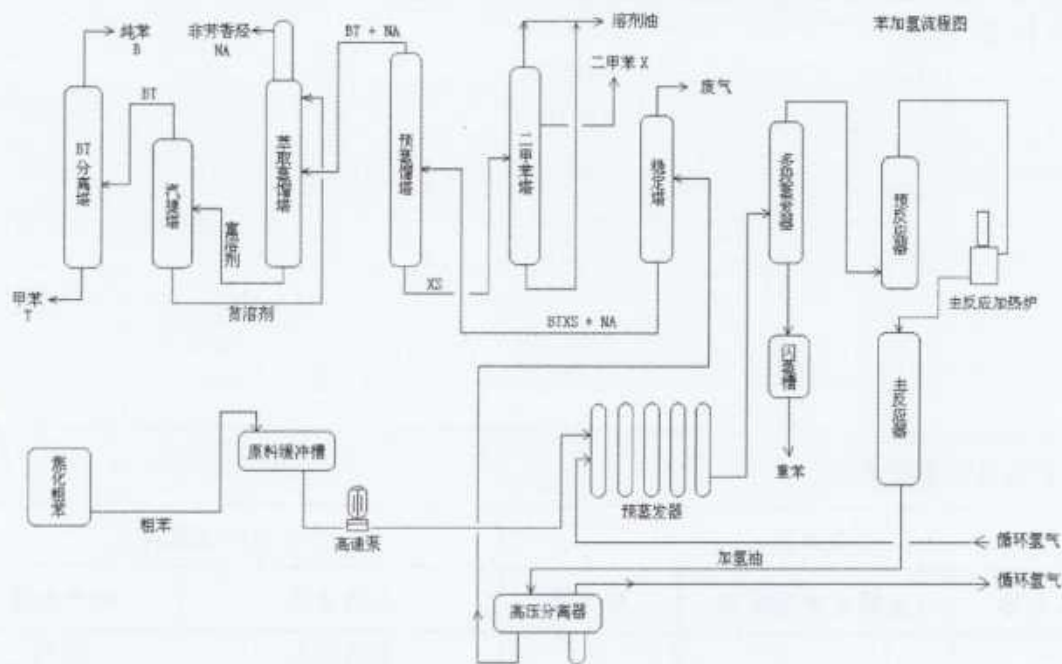 苯加氢流程图
纯苯
B
非芳香烃
NA
BT + NA
溶剂油
二甲苯 X
废气
BT
BT分离塔
汽提塔
萃取蒸馏塔
预蒸馏塔
二甲苯塔
稳定塔
多段蒸发器
预反应器
富溶剂
主反应加热炉
甲苯
T
贫溶剂
XS
BTXS + NA
闪蒸槽
主反应器
焦化粗苯
原料缓冲槽
重苯
粗苯
高速泵
预蒸发器
循环氢气
加氢油
循环氢气
高压分离器